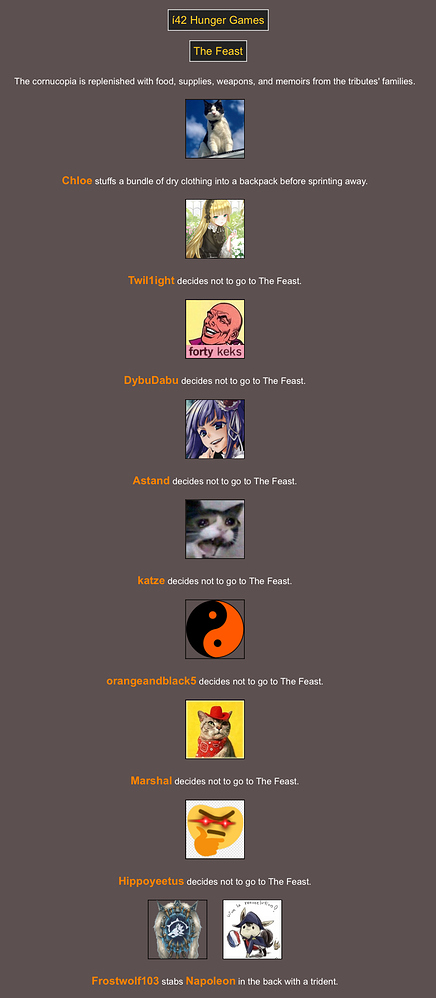 i42 Hunger Games
The Feast
The cornucopia is replenished with food, supplies, weapons, and memoirs from the tributes' families.
Chloe stuffs a bundle of dry clothing into a backpack before sprinting away.
Twil1ight decides not to go to The Feast.
forty keks
DybuDabu decides not to go to The Feast.
Astand decides not to go to The Feast.
katze decides not to go to The Feast.
orangeandblack5 decides not to go to The Feast.
Marshal decides not to go to The Feast.
Hippoyeetus decides not to go to The Feast.
Frostwolf103 stabs Napoleon in the back with a trident.